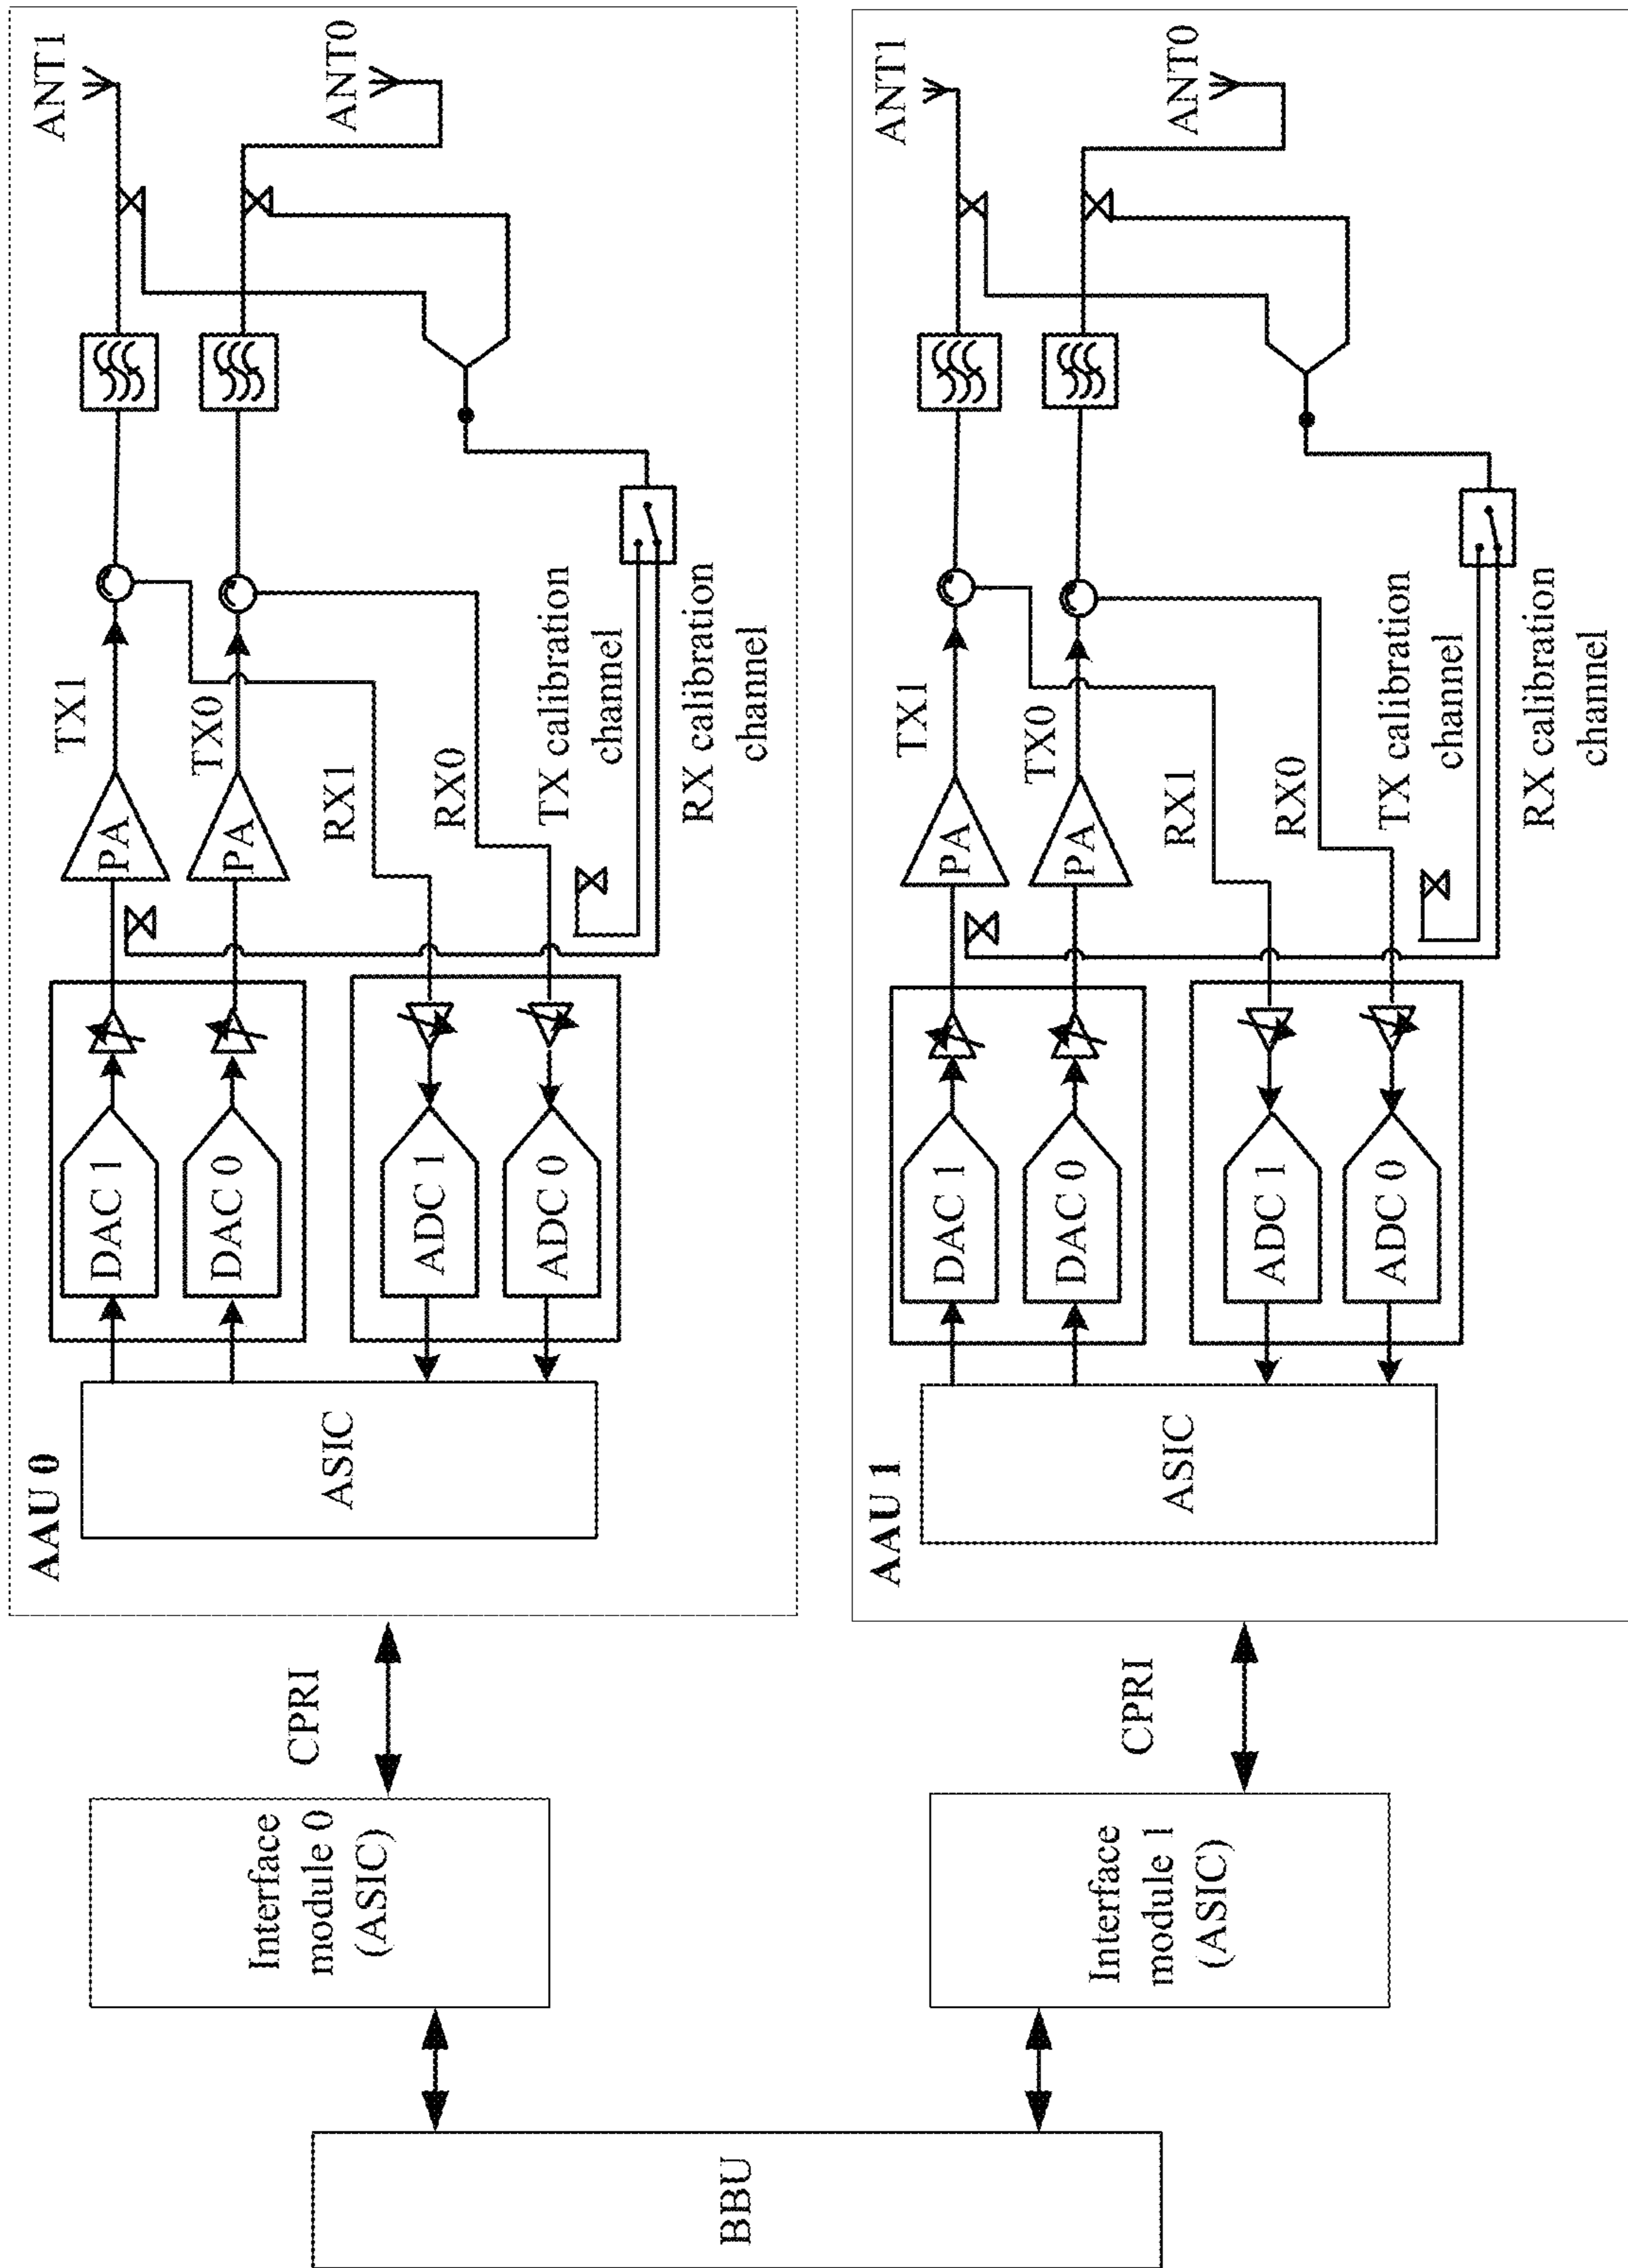 BBU
Interface
module 0
(ASIC)
CPRI
AAU 0
ASIC
DAC 1
DAC 0
ADC 1
ADC 0
PA
PA
TX1
TX0
RX1
RX0
TX calibration
channel
RX calibration
channel
ANT1
ANT0
Interface
module 1
(ASIC)
CPRI
AAU 1
ASIC
DAC 1
DAC 0
ADC 1
ADC 0
PA
PA
TX1
TX0
RX1
RX0
TX calibration
channel
RX calibration
channel
ANT1
ANT0